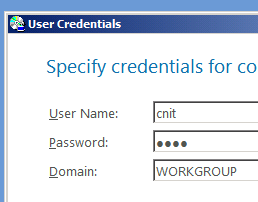 User Credentials
Specify credentials for co
User Name: cnit
Password: ●●●●
Domain: WORKGROUP